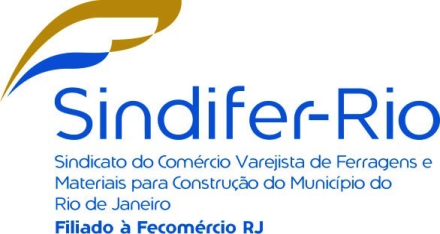 Sindifer-Rio
Sindicato do Comércio Varejista de Ferragens e
Materiais para Construção do Município do
Rio de Janeiro
Filiado à Fecomércio RJ